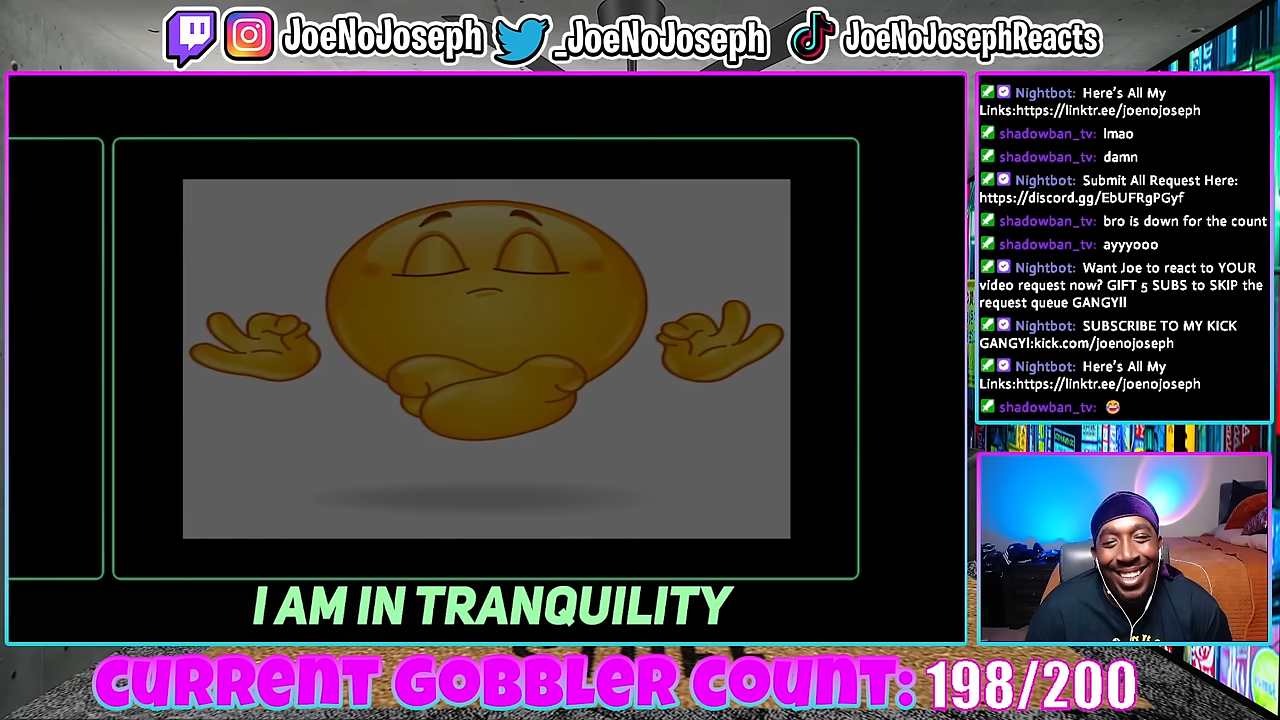 JoeNoJoseph
_JoeNoJoseph
JoeNoJosephReacts
Nightbot: Here's All My
Links:https://linktr.ee/joenojoseph
shadowban_tv: lmao
shadowban_tv: damn
Nightbot: Submit All Request Here:
https://discord.gg/EbUFRgPGyf
shadowban_tv: bro is down for the count
shadowban_tv: ayyyooo
Nightbot: Want Joe to react to YOUR
video request now? GIFT 5 SUBS to SKIP the
request queue GANGY!!
Nightbot: SUBSCRIBE TO MY KICK
GANGY!:kick.com/joenojoseph
Nightbot: Here's All My
Links:https://linktr.ee/joenojoseph
shadowban_tv: 😂
I AM IN TRANQUILITY
CURRENT GOBBLER COUNT: 198/200